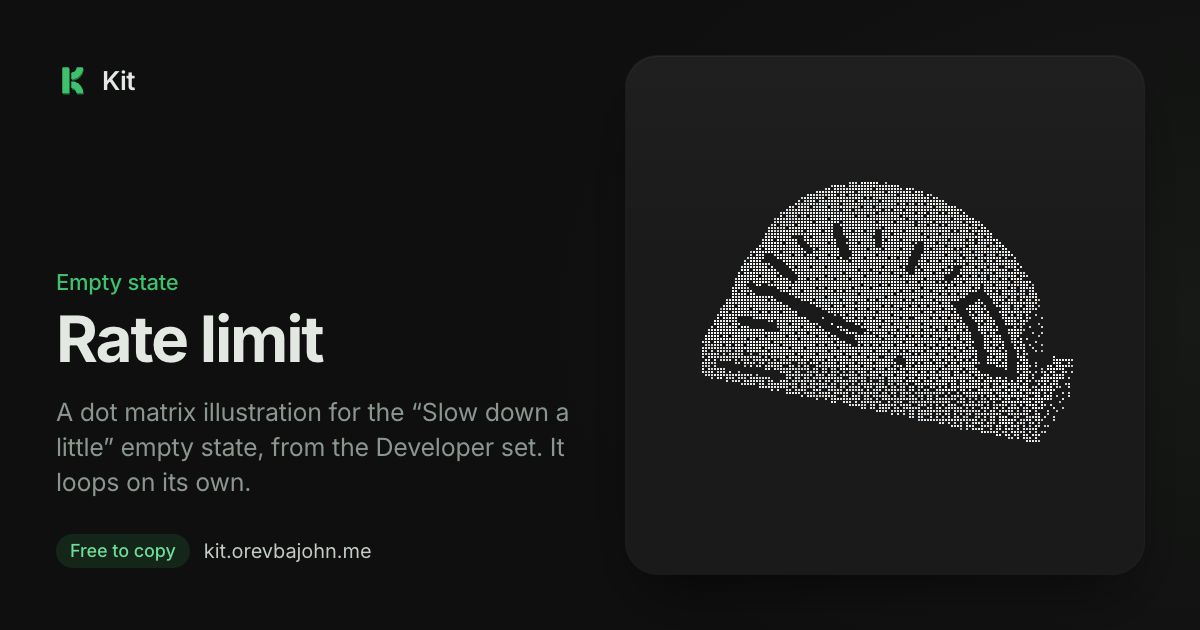 Kit
Empty state
Rate limit
A dot matrix illustration for the “Slow down a
little” empty state, from the Developer set. It
loops on its own.
Free to copy
kit.orevbajohn.me